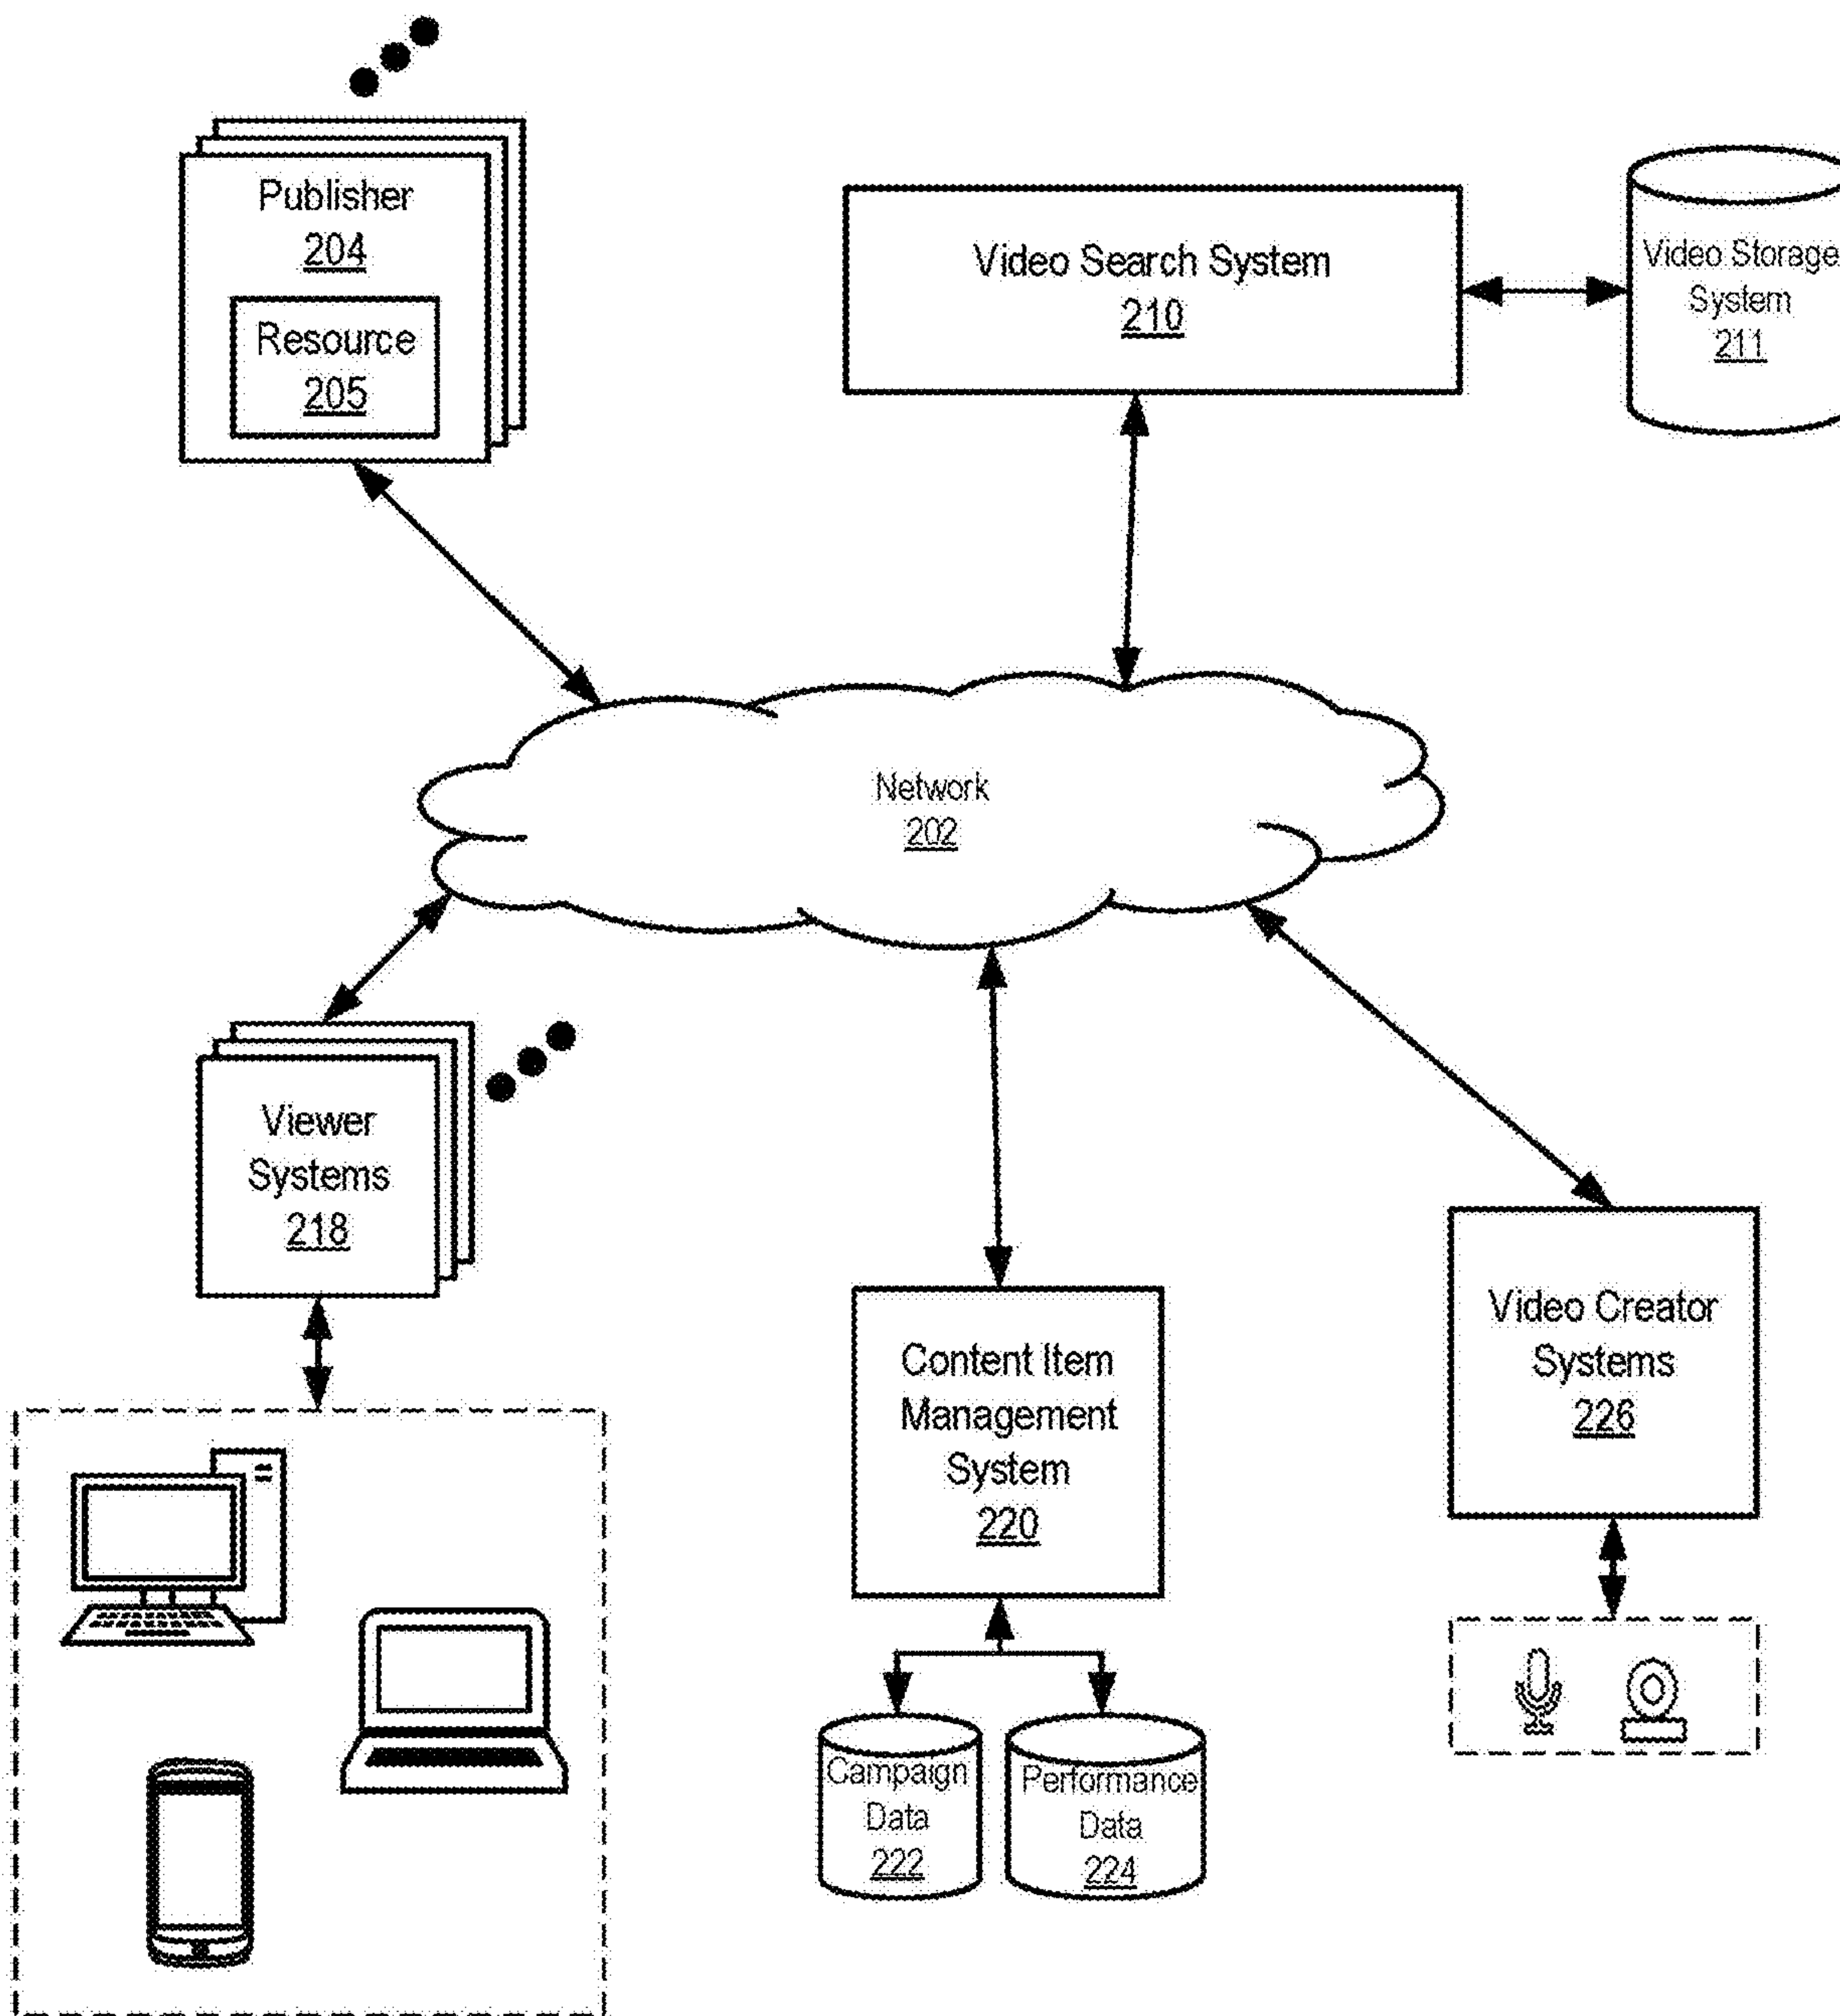 Publisher
204
Resource
205
Video Search System
210
Video Storage
System
211
Network
202
Viewer
Systems
218
Content Item
Management
System
220
Video Creator
Systems
226
Campaign
Data
222
Performance
Data
224